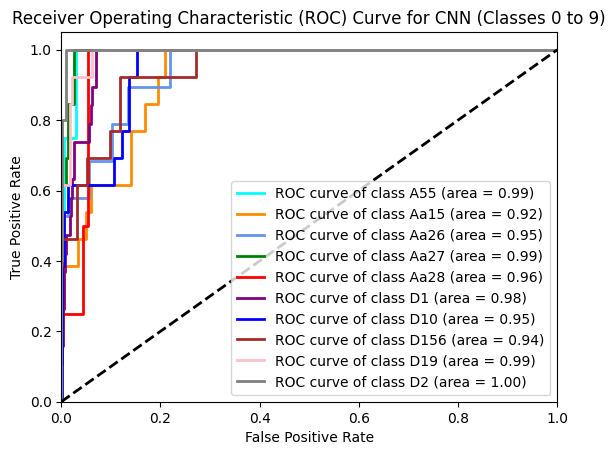 Receiver Operating Characteristic (ROC) Curve for CNN (Classes 0 to 9)
True Positive Rate
1.0
0.8
0.6
0.4
0.2
0.0
ROC curve of class A55 (area = 0.99)
ROC curve of class Aa15 (area = 0.92)
ROC curve of class Aa26 (area = 0.95)
ROC curve of class Aa27 (area = 0.99)
ROC curve of class Aa28 (area = 0.96)
ROC curve of class D1 (area = 0.98)
ROC curve of class D10 (area = 0.95)
ROC curve of class D156 (area = 0.94)
ROC curve of class D19 (area = 0.99)
ROC curve of class D2 (area = 1.00)
0.0 0.2 0.4 0.6 0.8 1.0
False Positive Rate